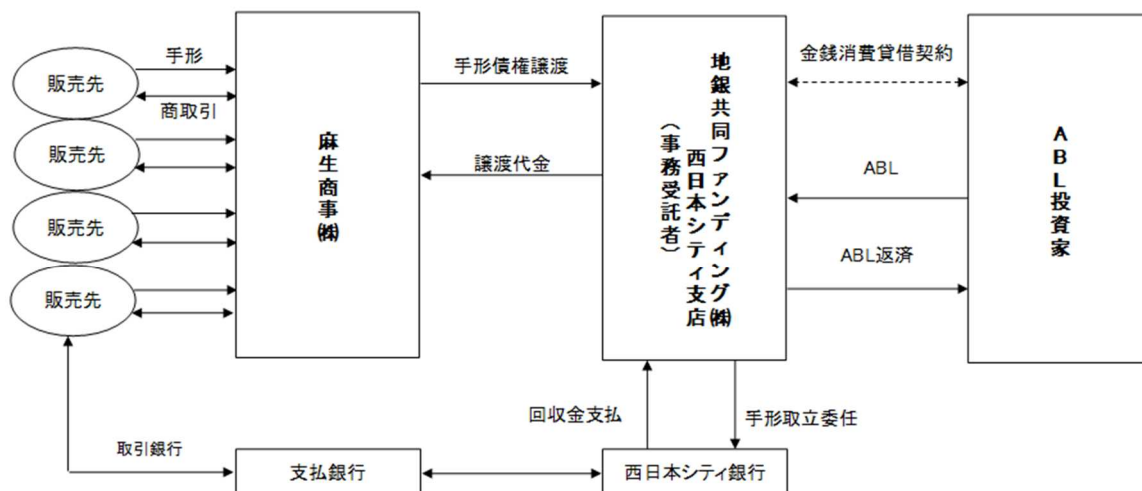 手形
販売先
商取引
販売先
販売先
販売先
麻生商事㈱
手形債権譲渡
譲渡代金
地銀共同ファンディング㈱
西日本シティ支店
（事務受託者）
金銭消費貸借契約
ABL
ABL返済
ABL投資家
回収金支払
手形取立委任
取引銀行
支払銀行
西日本シティ銀行